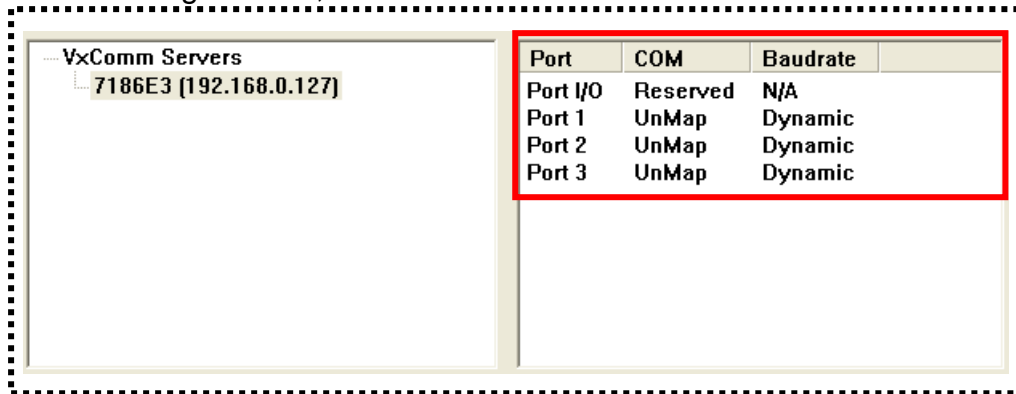 VxComm Servers
7186E3 (192.168.0.127)
Port COM Baudrate
Port I/O Reserved N/A
Port 1 UnMap Dynamic
Port 2 UnMap Dynamic
Port 3 UnMap Dynamic